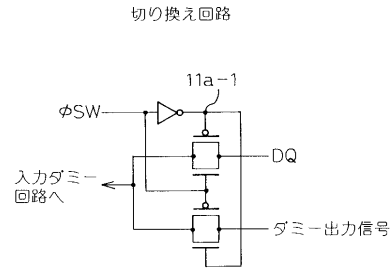 切り換え回路
11a-1
ΦSW
DQ
入力ダミー
回路へ
ダミー出力信号